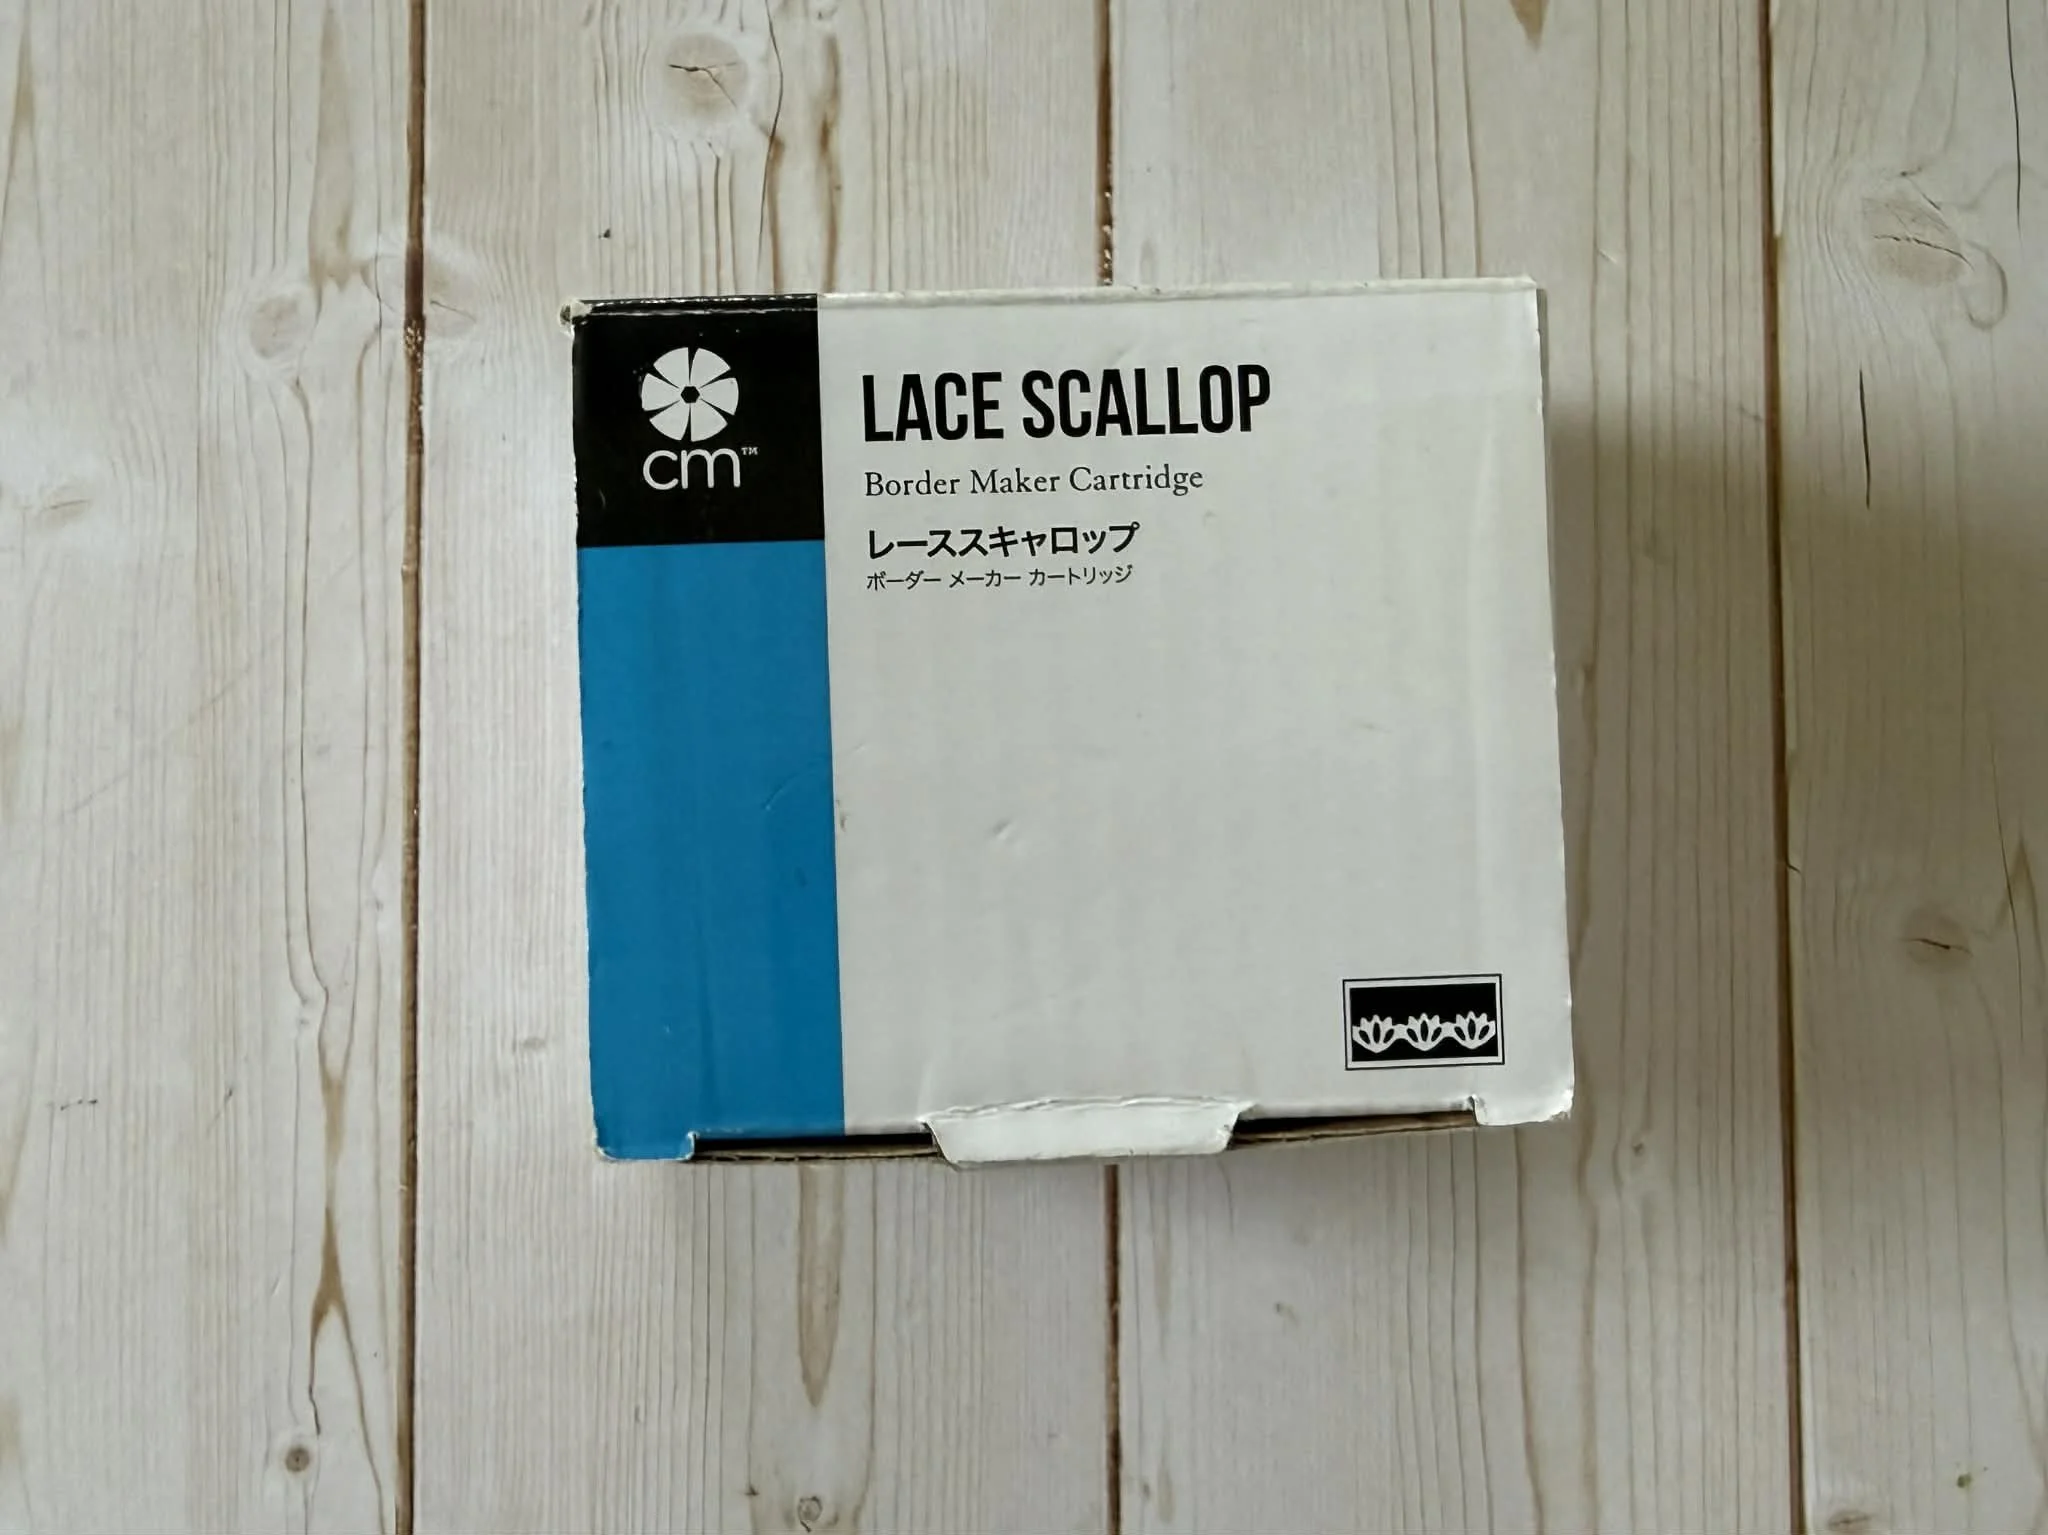 cm™
LACE SCALLOP
Border Maker Cartridge
レーススキャロップ
ボーダー メーカー カートリッジ